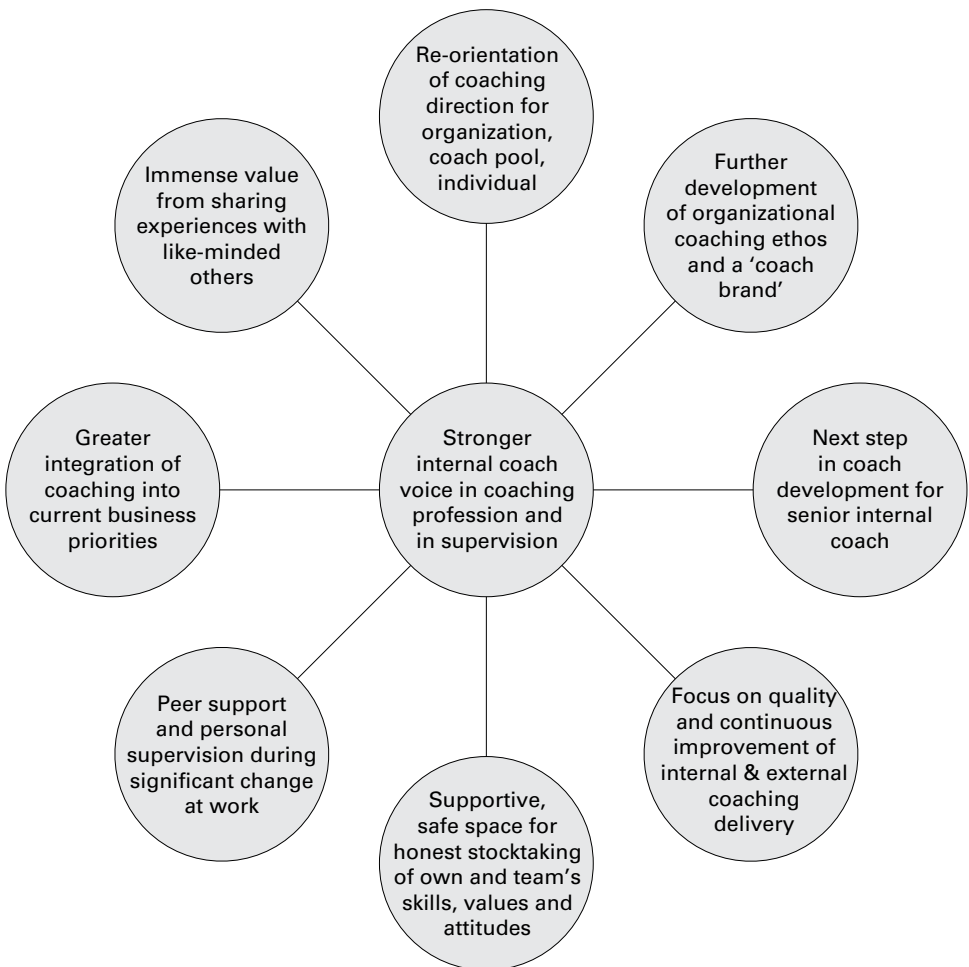 Re-orientation
of coaching
direction for
organization,
coach pool,
individual
Further
development
of organizational
coaching ethos
and a ‘coach
brand’
Next step
in coach
development for
senior internal
coach
Focus on quality
and continuous
improvement of
internal & external
coaching
delivery
Supportive,
safe space for
honest stocktaking
of own and team’s
skills, values and
attitudes
Peer support
and personal
supervision during
significant change
at work
Greater
integration of
coaching into
current business
priorities
Immense value
from sharing
experiences with
like-minded
others
Stronger
internal coach
voice in coaching
profession and
in supervision